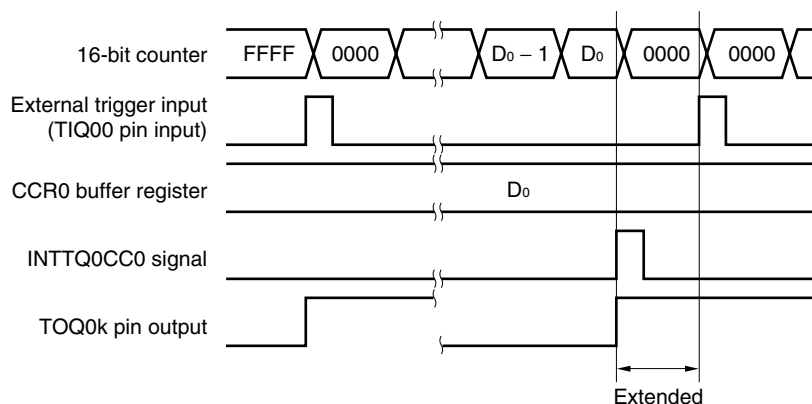 16-bit counter FFFF 0000 D₀ − 1 D₀ 0000 0000
External trigger input
(TIQ00 pin input)
CCR0 buffer register D₀
INTTQ0CC0 signal
TOQ0k pin output
Extended